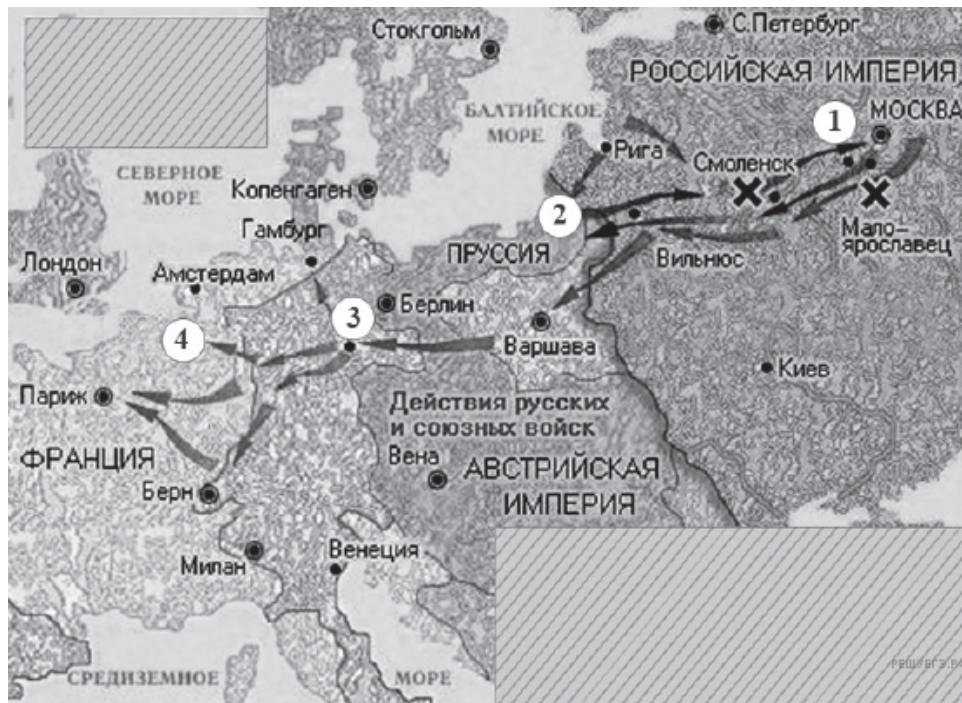 Стокгольм
С.Петербург
РОССИЙСКАЯ ИМПЕРИЯ
БАЛТИЙСКОЕ
МОРЕ
1
МОСКВА
Рига
Смоленск
СЕВЕРНОЕ
МОРЕ
Копенгаген
2
Мало-
ярославец
Гамбург
ПРУССИЯ
Вильнюс
Лондон
Амстердам
Берлин
3
4
Варшава
Киев
Париж
Действия русских
и союзных войск
ФРАНЦИЯ
Вена
АВСТРИЙСКАЯ
ИМПЕРИЯ
Берн
Милан
Венеция
СРЕДИЗЕМНОЕ
МОРЕ
РЕШУЕГЭ.РФ